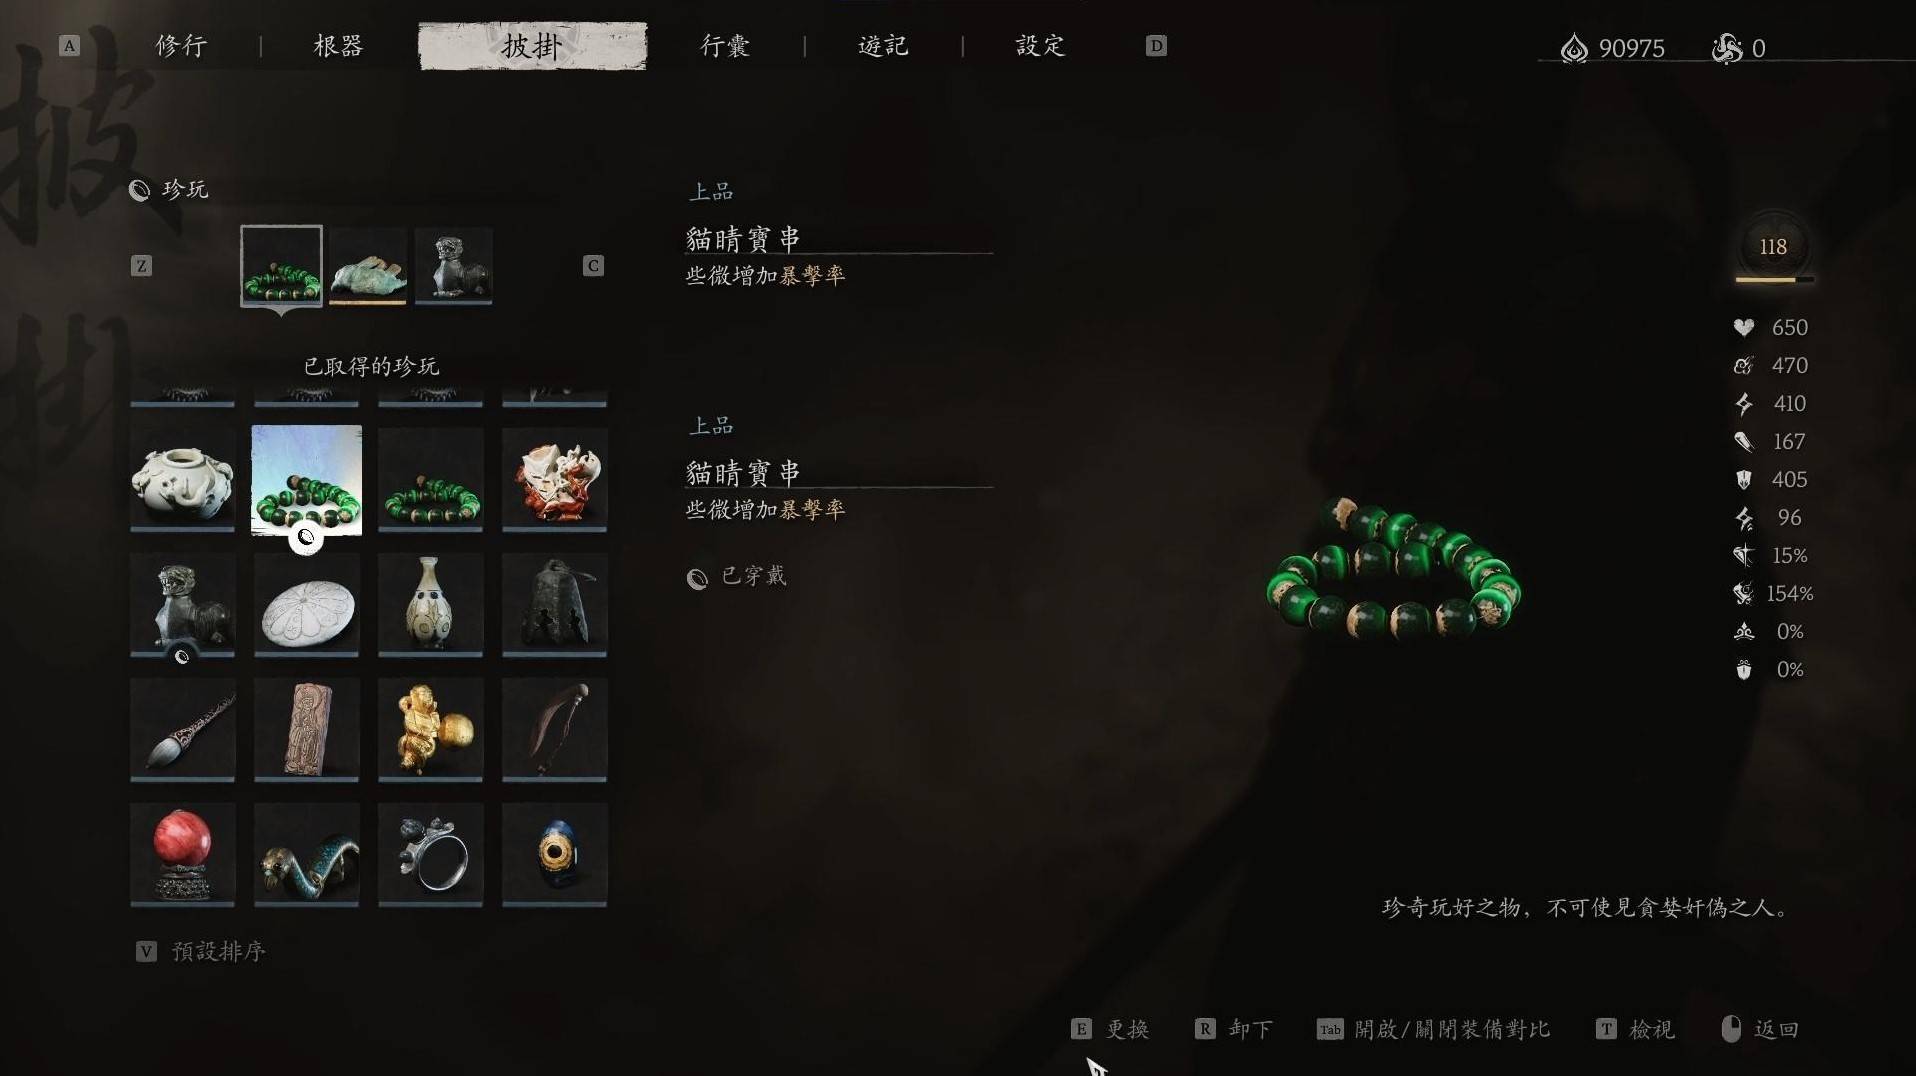 A 修行 | 根器 披掛 行囊 | 遊記 | 設定 D
90975 0
披掛
珍玩
Z C
已取得的珍玩
V 預設排序
上品
貓睛寶串
些微增加暴擊率
上品
貓睛寶串
些微增加暴擊率
已穿戴
118
650
470
410
167
405
96
15%
154%
0%
0%
珍奇玩好之物，不可使見貪婪奸偽之人。
E 更換 R 卸下 Tab 開啟/關閉裝備對比 T 檢視 返回